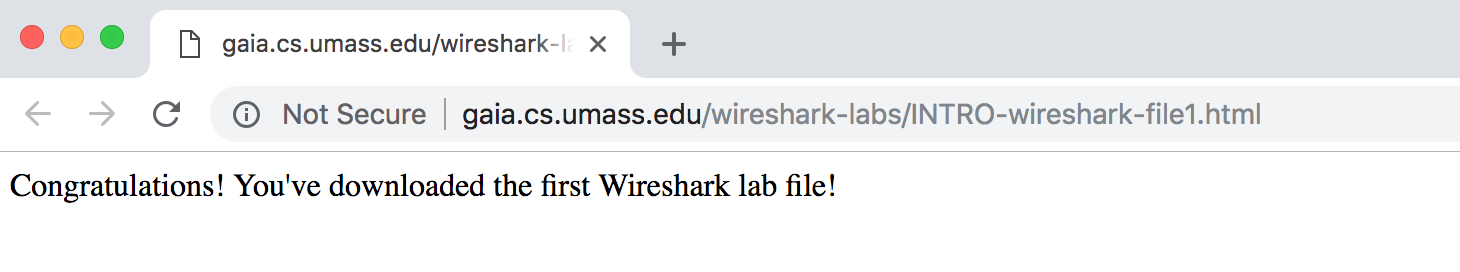 gaia.cs.umass.edu/wireshark-la
Not Secure gaia.cs.umass.edu/wireshark-labs/INTRO-wireshark-file1.html
Congratulations! You've downloaded the first Wireshark lab file!